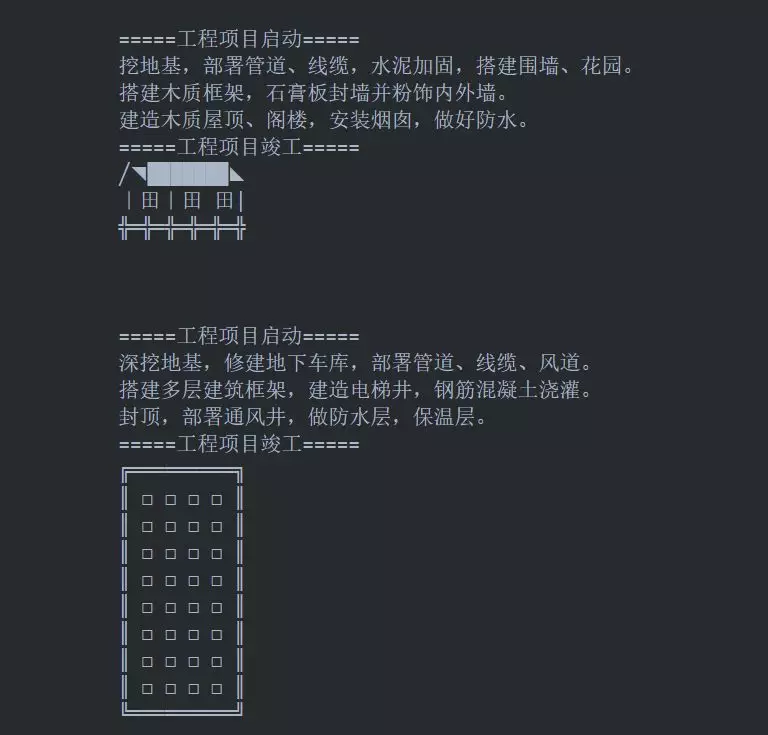 =====工程项目启动=====
挖地基，部署管道、线缆，水泥加固，搭建围墙、花园。
搭建木质框架，石膏板封墙并粉饰内外墙。
建造木质屋顶、阁楼，安装烟囱，做好防水。
=====工程项目竣工=====
╱◥███████◣
｜田｜田 田|
╬═╬═╬═╬═╬═╬
=====工程项目启动=====
深挖地基，修建地下车库，部署管道、线缆、风道。
搭建多层建筑框架，建造电梯井，钢筋混凝土浇灌。
封顶，部署通风井，做防水层，保温层。
=====工程项目竣工=====
╔═════════╗
║ □ □ □ □ ║
║ □ □ □ □ ║
║ □ □ □ □ ║
║ □ □ □ □ ║
║ □ □ □ □ ║
║ □ □ □ □ ║
║ □ □ □ □ ║
║ □ □ □ □ ║
╚═════════╝